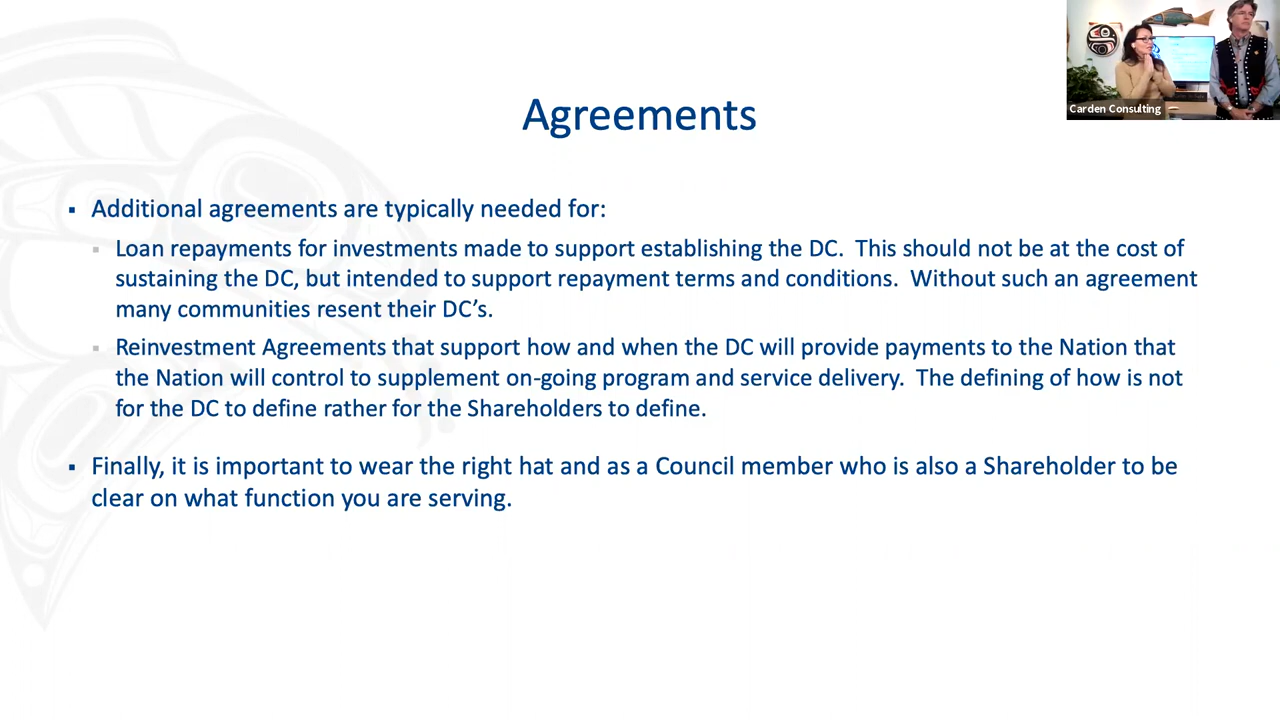 Carden Consulting
Agreements
▪ Additional agreements are typically needed for:
▪ Loan repayments for investments made to support establishing the DC. This should not be at the cost of
sustaining the DC, but intended to support repayment terms and conditions. Without such an agreement
many communities resent their DC’s.
▪ Reinvestment Agreements that support how and when the DC will provide payments to the Nation that
the Nation will control to supplement on-going program and service delivery. The defining of how is not
for the DC to define rather for the Shareholders to define.
▪ Finally, it is important to wear the right hat and as a Council member who is also a Shareholder to be
clear on what function you are serving.